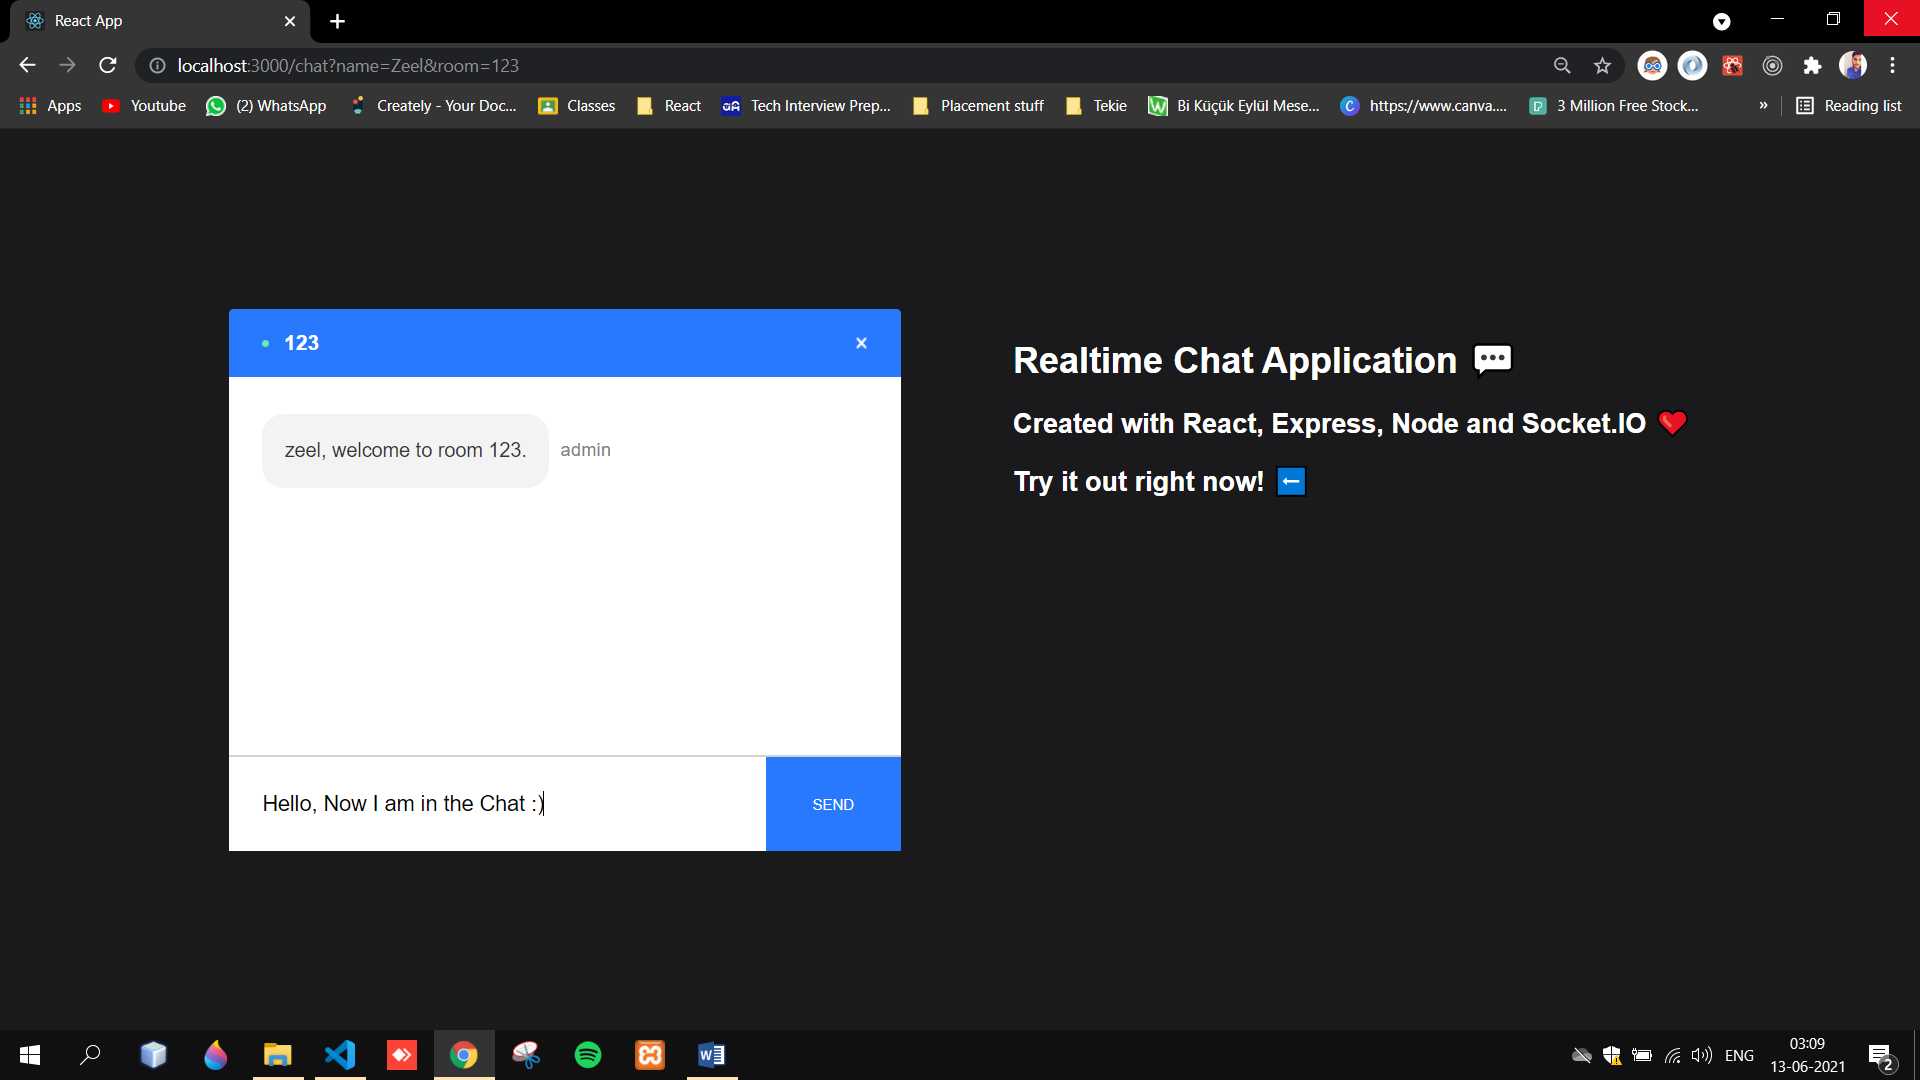 React App
localhost:3000/chat?name=Zeel&room=123
Apps
Youtube
(2) WhatsApp
Creately - Your Doc...
Classes
React
Tech Interview Prep...
Placement stuff
Tekie
Bi Küçük Eylül Mese...
https://www.canva....
3 Million Free Stock...
»
Reading list
123
zeel, welcome to room 123.
admin
Hello, Now I am in the Chat :)
SEND
Realtime Chat Application 💬
Created with React, Express, Node and Socket.IO ❤️
Try it out right now! ⬅️
ENG
03:09
13-06-2021
2